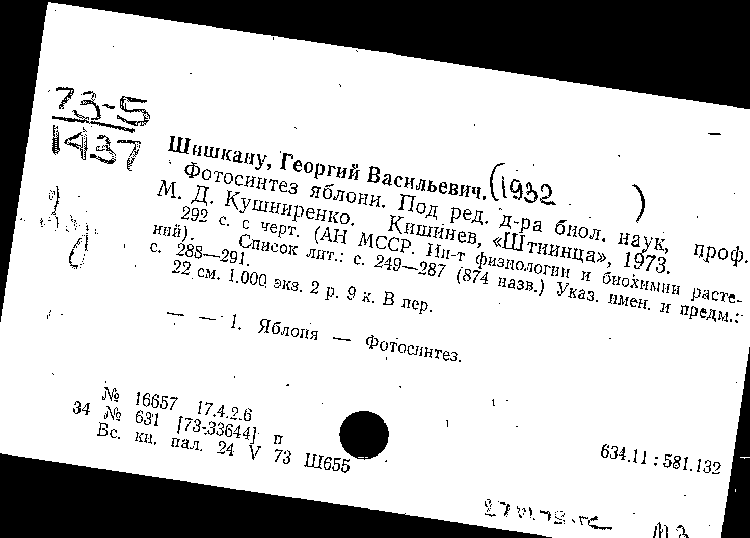 73-5
1437
Шишкану, Георгий Васильевич. (1932 )
Фотосинтез яблони. Под ред. д-ра биол. наук, проф.
М. Д. Кушниренко. Кишинев, «Штиинца», 1973.
292 с. с черт. (АН МССР. Ин-т физиологии и биохимии расте-
ний). Список лит.: с. 249—287 (874 назв.) Указ. имен. и предм.:
с. 288—291.
22 см. 1.000 экз. 2 р. 9 к. В пер.
— — 1. Яблоня — Фотосинтез.
№ 16657 17.4.2.6
34 № 631 [73-33644] п
Вс. кн. пал. 24 V 73 Ш655
634.11 : 581.132